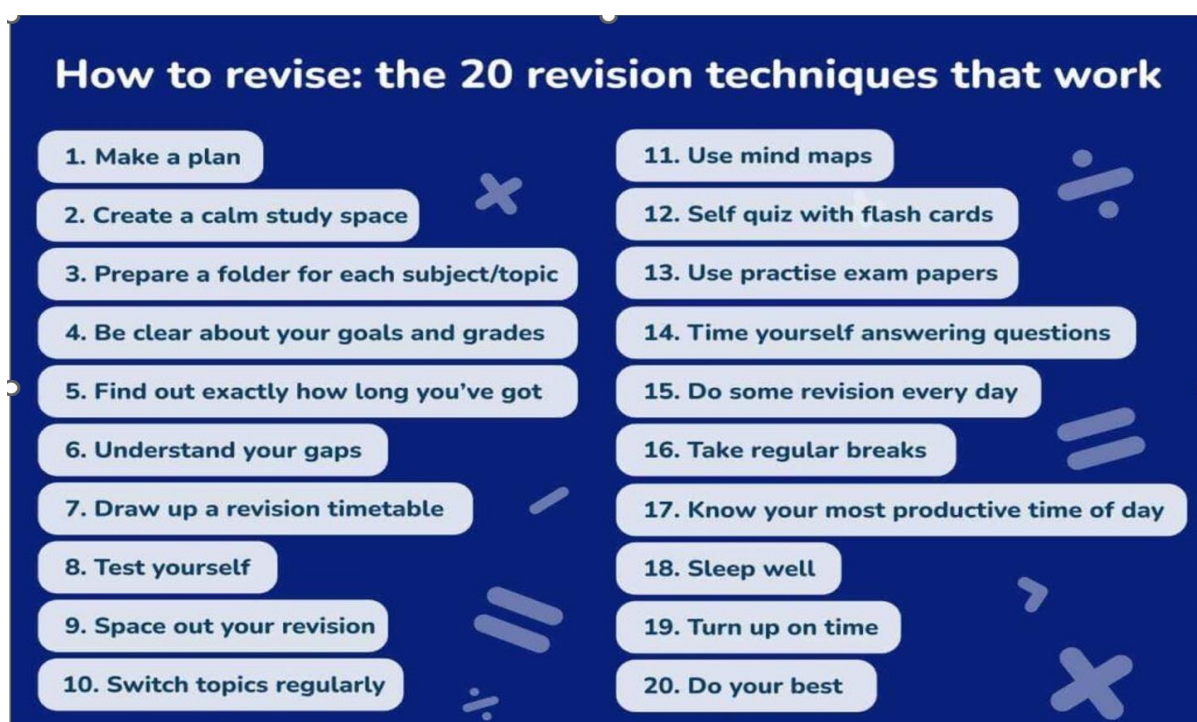 How to revise: the 20 revision techniques that work
1. Make a plan
2. Create a calm study space
3. Prepare a folder for each subject/topic
4. Be clear about your goals and grades
5. Find out exactly how long you’ve got
6. Understand your gaps
7. Draw up a revision timetable
8. Test yourself
9. Space out your revision
10. Switch topics regularly
11. Use mind maps
12. Self quiz with flash cards
13. Use practise exam papers
14. Time yourself answering questions
15. Do some revision every day
16. Take regular breaks
17. Know your most productive time of day
18. Sleep well
19. Turn up on time
20. Do your best